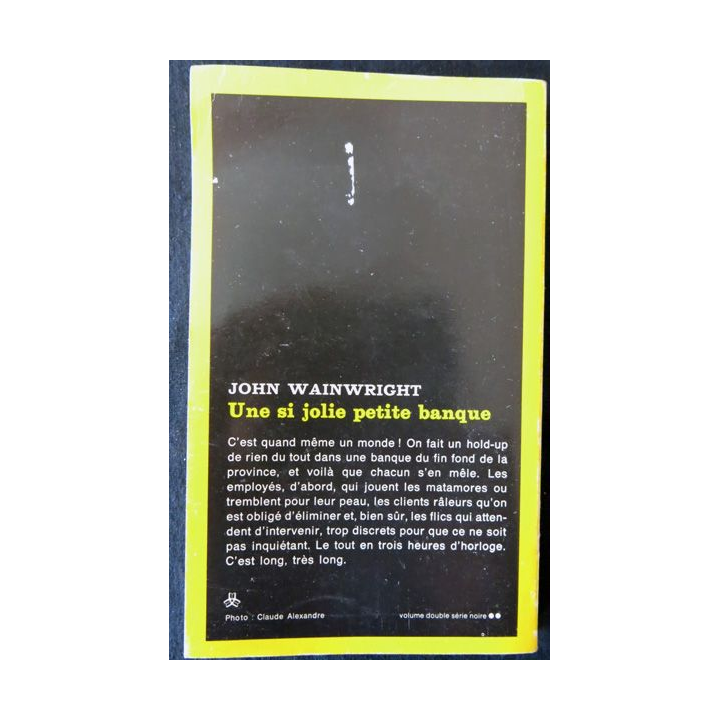 JOHN WAINWRIGHT
Une si jolie petite banque
C'est quand même un monde ! On fait un hold-up
de rien du tout dans une banque du fin fond de la
province, et voilà que chacun s'en mêle. Les
employés, d'abord, qui jouent les matamores ou
tremblent pour leur peau, les clients râleurs qu'on
est obligé d'éliminer et, bien sûr, les flics qui atten-
dent d'intervenir, trop discrets pour que ce ne soit
pas inquiétant. Le tout en trois heures d'horloge.
C'est long, très long.
Photo : Claude Alexandre
volume double série noire ●●